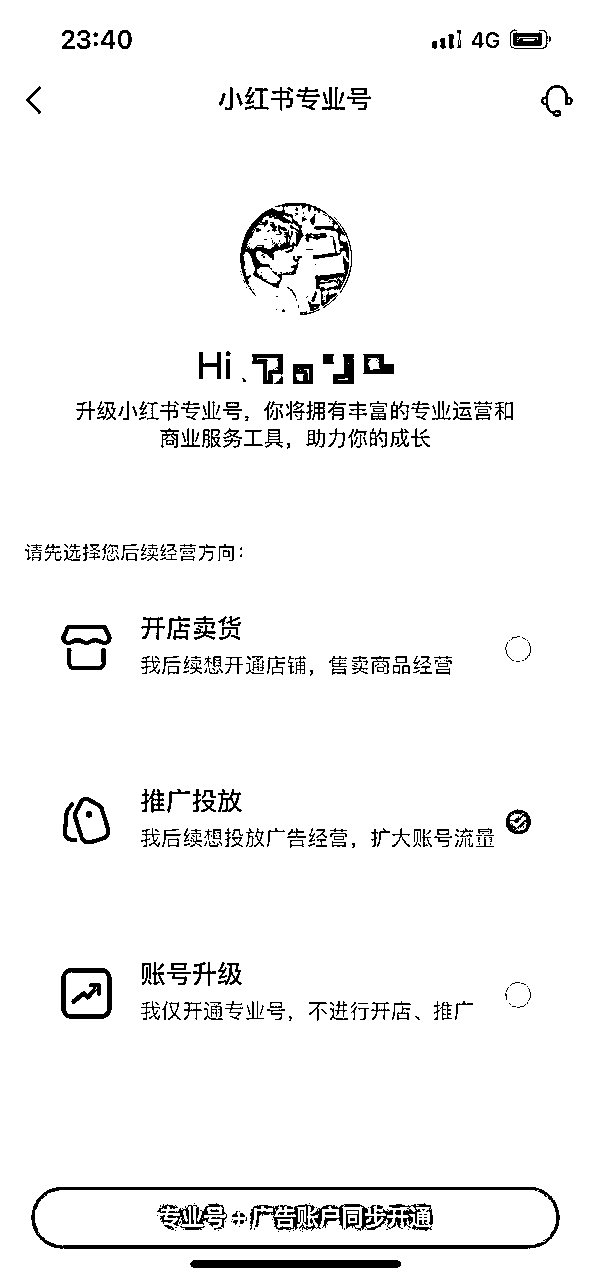 23:40
4G
小红书专业号
Hi
升级小红书专业号，你将拥有丰富的专业运营和
商业服务工具，助力你的成长
请先选择您后续经营方向：
开店卖货
我后续想开通店铺，售卖商品经营
推广投放
我后续想投放广告经营，扩大账号流量
账号升级
我仅开通专业号，不进行开店、推广
专业号+广告账户同步开通